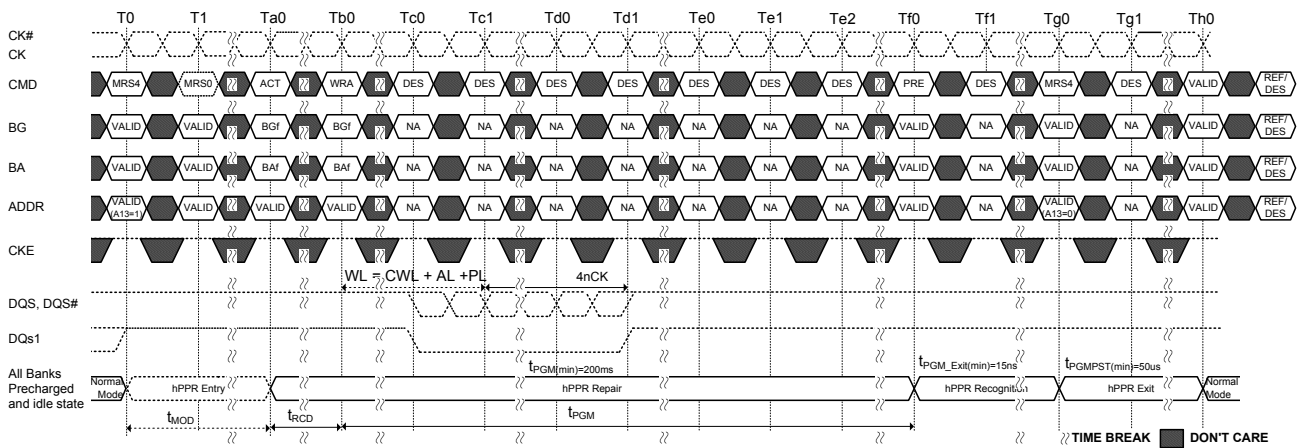 T0 T1 Ta0 Tb0 Tc0 Tc1 Td0 Td1 Te0 Te1 Te2 Tf0 Tf1 Tg0 Tg1 Th0
CK#
CK
CMD MRS4 MRS0 ACT WRA DES DES DES DES DES DES DES PRE DES MRS4 DES VALID REF/
DES
BG VALID VALID BGf BGf NA NA NA NA NA NA NA VALID NA VALID NA VALID REF/
DES
BA VALID VALID BAf BAf NA NA NA NA NA NA NA VALID NA VALID NA VALID REF/
DES
ADDR VALID (A13=1) VALID VALID VALID NA NA NA NA NA NA NA VALID NA VALID (A13=0) NA VALID REF/
DES
CKE
WL = CWL + AL +PL 4nCK
DQS, DQS#
DQs1
tPGM(min)=200ms tPGM_Exit(min)=15ns tPGMPST(min)=50us
All Banks
Precharged
and idle state
Normal
Mode
hPPR Entry hPPR Repair hPPR Recognition hPPR Exit
Normal
Mode
tMOD tRCD tPGM
TIME BREAK DON'T CARE